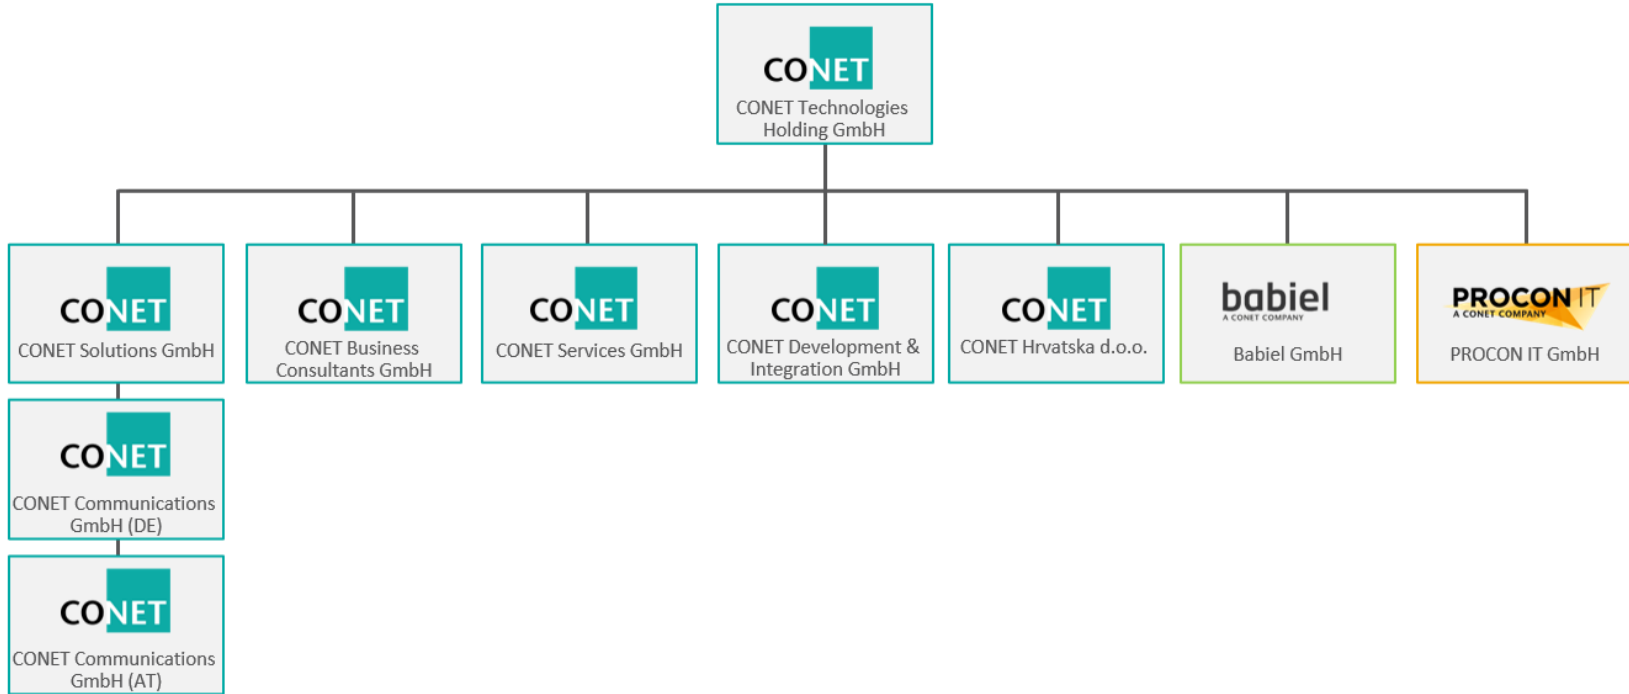 CONET
CONET Technologies
Holding GmbH
CONET
CONET Solutions GmbH
CONET
CONET Business
Consultants GmbH
CONET
CONET Services GmbH
CONET
CONET Development &
Integration GmbH
CONET
CONET Hrvatska d.o.o.
babiel
A CONET COMPANY
Babiel GmbH
PROCON IT
A CONET COMPANY
PROCON IT GmbH
CONET
CONET Communications
GmbH (DE)
CONET
CONET Communications
GmbH (AT)